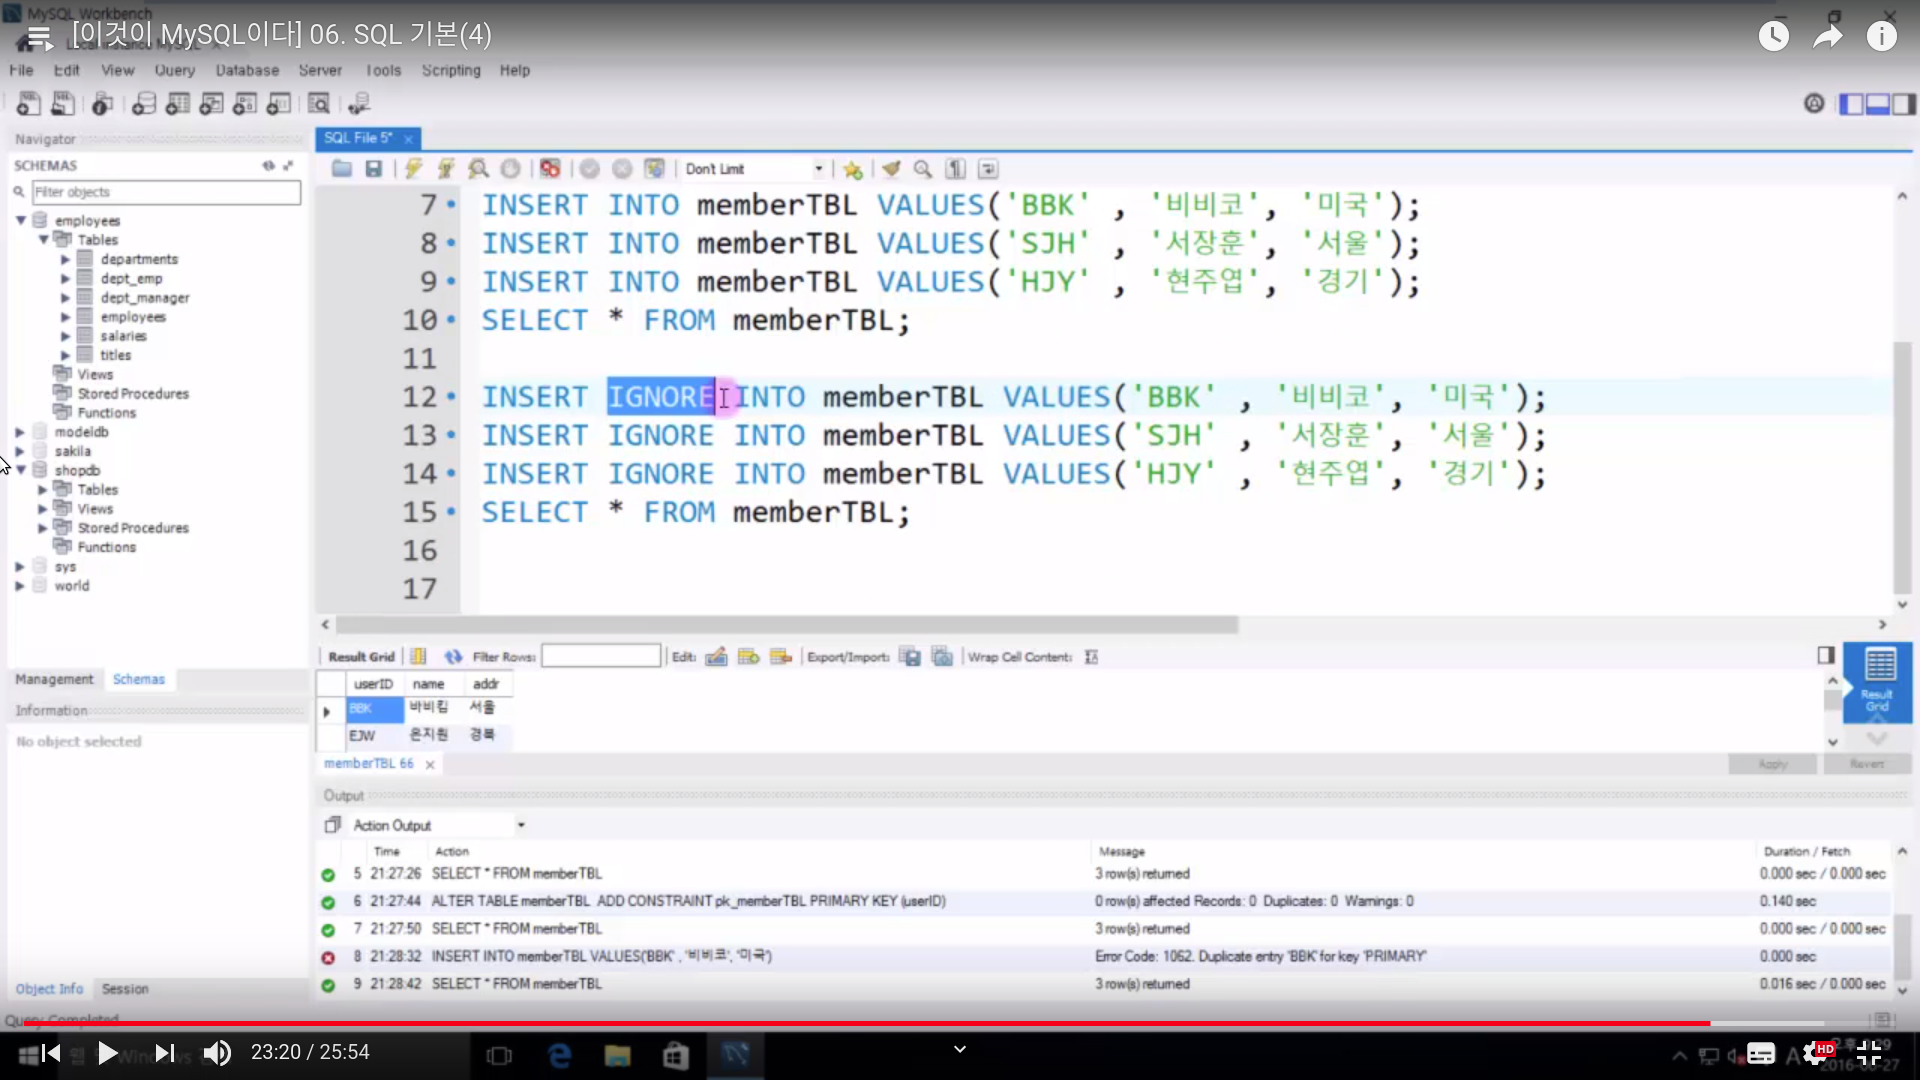 MySQL Workbench
[이것이 MySQL이다] 06. SQL 기본(4)
File Edit View Query Database Server Tools Scripting Help
Navigator
SQL File 5*
SCHEMAS
Don't Limit
Filter objects
employees
Tables
departments
dept_emp
dept_manager
employees
salaries
titles
Views
Stored Procedures
Functions
modeldb
sakila
shopdb
Tables
Views
Stored Procedures
Functions
sys
world
7 INSERT INTO memberTBL VALUES('BBK' , '비비코', '미국');
8 INSERT INTO memberTBL VALUES('SJH' , '서장훈', '서울');
9 INSERT INTO memberTBL VALUES('HJY' , '현주엽', '경기');
10 SELECT * FROM memberTBL;
11
12 INSERT IGNORE INTO memberTBL VALUES('BBK' , '비비코', '미국');
13 INSERT IGNORE INTO memberTBL VALUES('SJH' , '서장훈', '서울');
14 INSERT IGNORE INTO memberTBL VALUES('HJY' , '현주엽', '경기');
15 SELECT * FROM memberTBL;
16
17
Management Schemas
Information
No object selected
Object Info Session
Result Grid Filter Rows: Edit: Export/Import: Wrap Cell Content:
userID name addr
BBK 바비킴 서울
EJW 은지원 경북
Result
Grid
memberTBL 66
Apply Revert
Output
Action Output
Time Action Message Duration / Fetch
5 21:27:26 SELECT * FROM memberTBL 3 row(s) returned 0.000 sec / 0.000 sec
6 21:27:44 ALTER TABLE memberTBL ADD CONSTRAINT pk_memberTBL PRIMARY KEY (userID) 0 row(s) affected Records: 0 Duplicates: 0 Warnings: 0 0.140 sec
7 21:27:50 SELECT * FROM memberTBL 3 row(s) returned 0.000 sec / 0.000 sec
8 21:28:32 INSERT INTO memberTBL VALUES('BBK' , '비비코', '미국') Error Code: 1062. Duplicate entry 'BBK' for key 'PRIMARY' 0.000 sec
9 21:28:42 SELECT * FROM memberTBL 3 row(s) returned 0.016 sec / 0.000 sec
Query Completed
23:20 / 25:54
HD